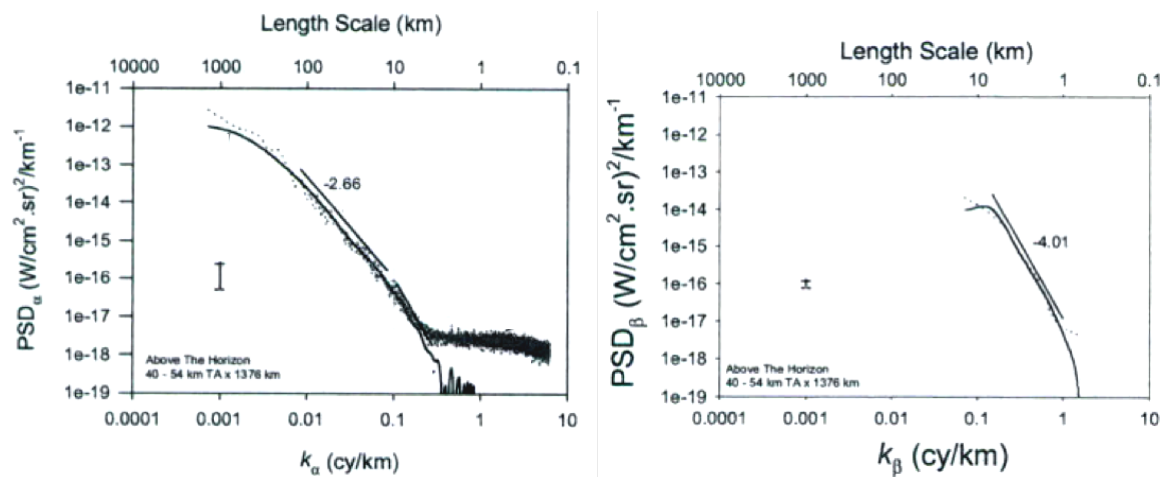 Length Scale (km)
10000 1000 100 10 1 0.1
1e-11
1e-12
1e-13
1e-14
1e-15
1e-16
1e-17
1e-18
1e-19
PSDα (W/cm².sr)²/km⁻¹
-2.66
Above The Horizon
40 - 54 km TA x 1376 km
0.0001 0.001 0.01 0.1 1 10
kα (cy/km)
Length Scale (km)
10000 1000 100 10 1 0.1
1e-11
1e-12
1e-13
1e-14
1e-15
1e-16
1e-17
1e-18
1e-19
PSDβ (W/cm².sr)²/km⁻¹
-4.01
Above The Horizon
40 - 54 km TA x 1376 km
0.0001 0.001 0.01 0.1 1 10
kβ (cy/km)